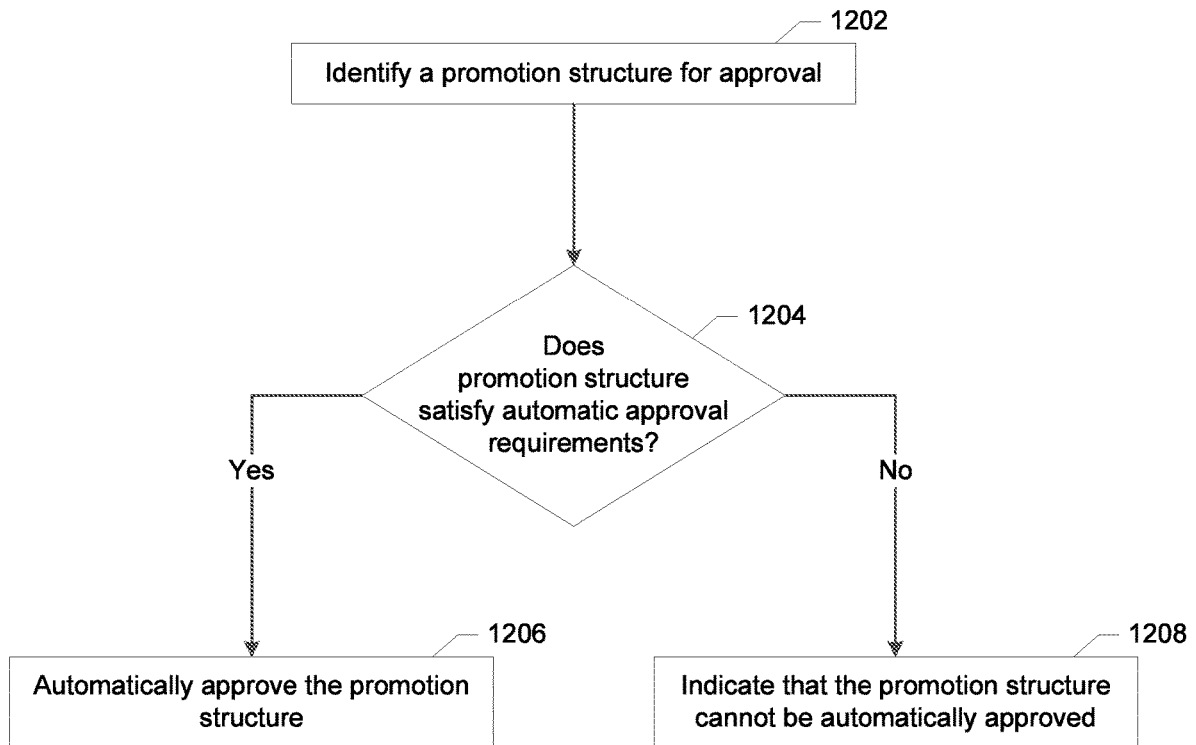 1202
Identify a promotion structure for approval
1204
Does
promotion structure
satisfy automatic approval
requirements?
Yes
No
1206
1208
Automatically approve the promotion
structure
Indicate that the promotion structure
cannot be automatically approved